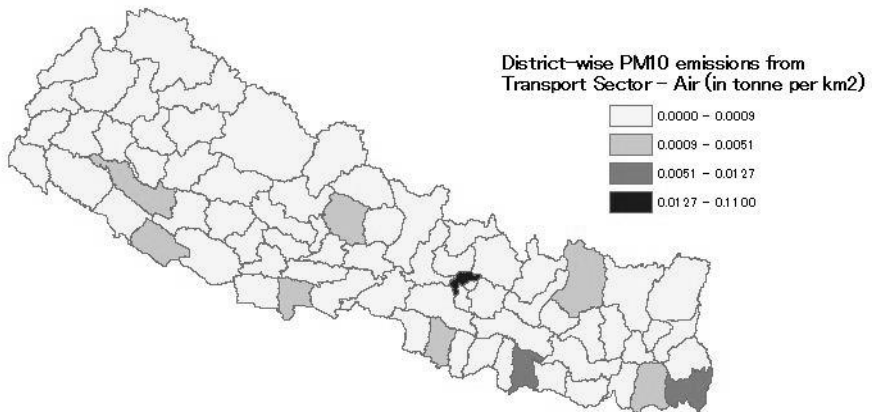 District-wise PM10 emissions from
Transport Sector - Air (in tonne per km2)
0.0000 - 0.0009
0.0009 - 0.0051
0.0051 - 0.0127
0.0127 - 0.1100